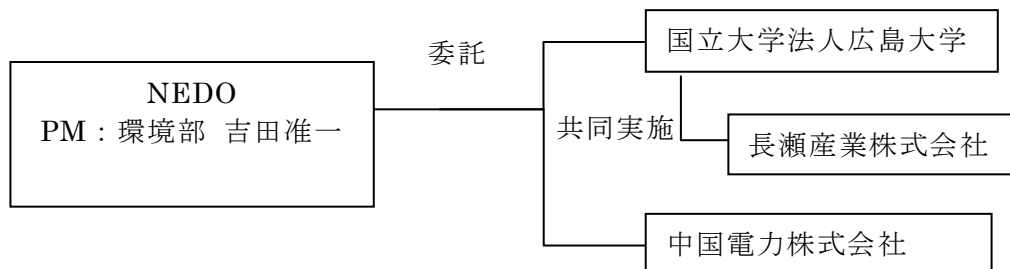 NEDO
PM：環境部 吉田准一
委託
国立大学法人広島大学
共同実施
長瀬産業株式会社
中国電力株式会社